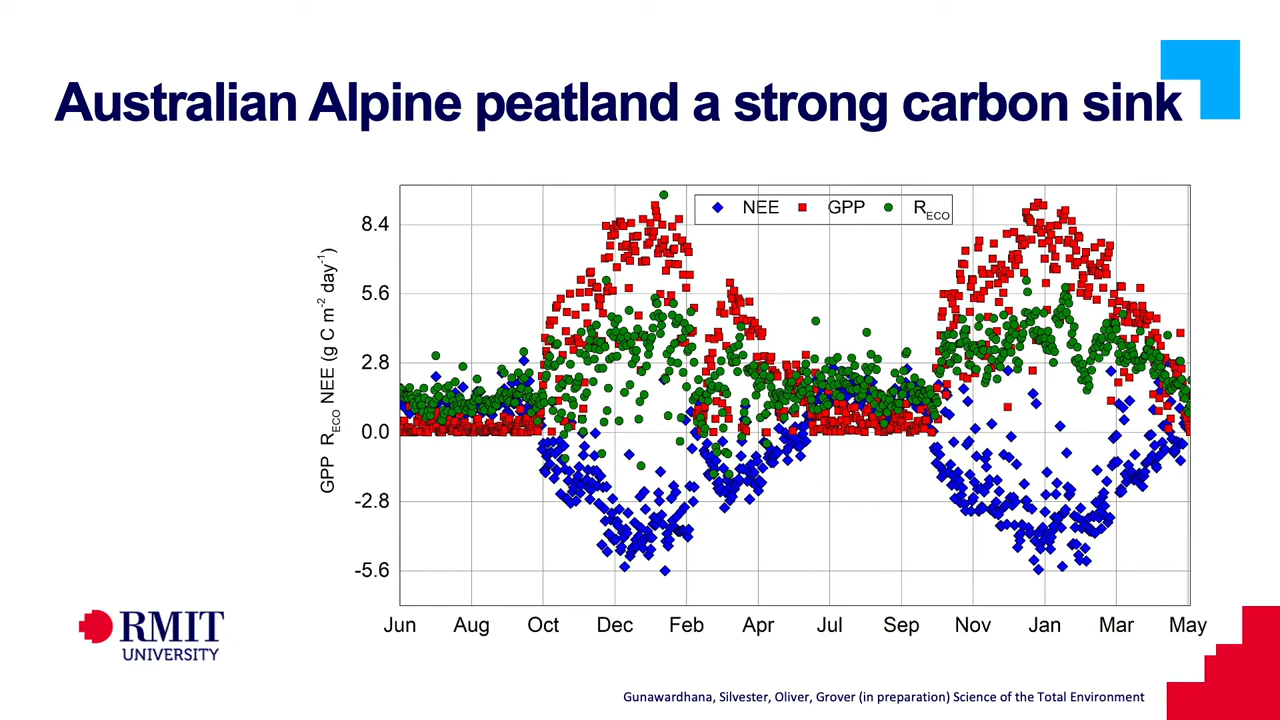 Australian Alpine peatland a strong carbon sink
NEE GPP RECO
8.4
5.6
2.8
0.0
-2.8
-5.6
GPP RECO NEE (g C m-2 day-1)
Jun Aug Oct Dec Feb Apr Jul Sep Nov Jan Mar May
RMIT
UNIVERSITY
Gunawardhana, Silvester, Oliver, Grover (in preparation) Science of the Total Environment